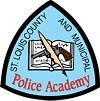 ST. LOUIS COUNTY AND MUNICIPAL
Police Academy